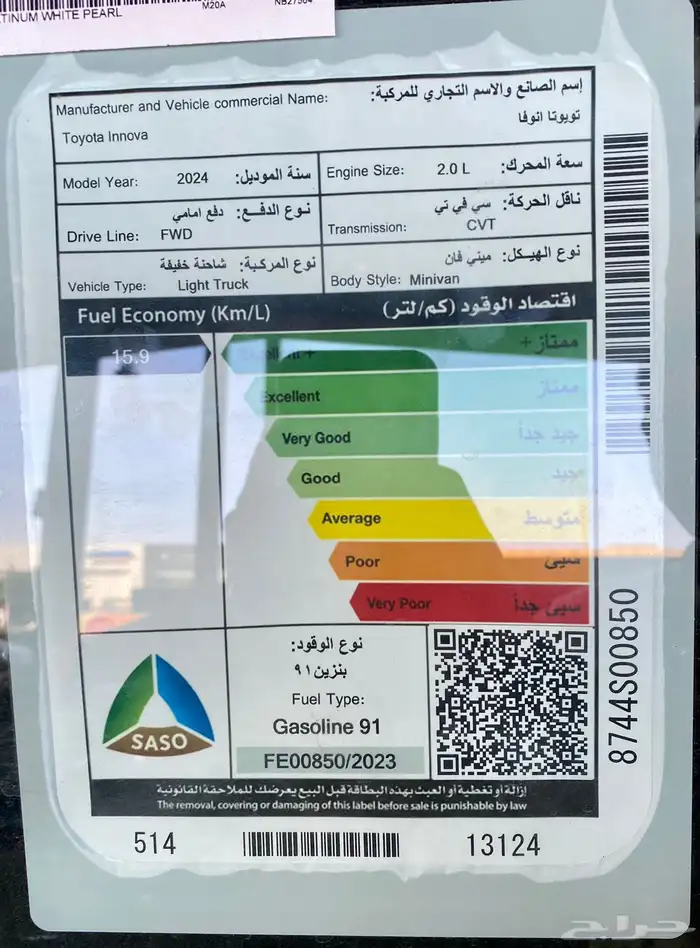 TINUM WHITE PEARL
M20A
Manufacturer and Vehicle commercial Name: إسم الصانع والاسم التجاري للمركبة:
Toyota Innova تويوتا انوفا
Model Year: 2024 سنة الموديل:
Engine Size: 2.0 L سعة المحرك:
نوع الدفع: دفع امامي
Drive Line: FWD
ناقل الحركة: سي في تي
Transmission: CVT
نوع المركبة: شاحنة خفيفة
Vehicle Type: Light Truck
نوع الهيكل: ميني فان
Body Style: Minivan
Fuel Economy (Km/L) اقتصاد الوقود (كم/لتر)
15.9
Excellent + ممتاز +
Excellent ممتاز
Very Good جيد جداً
Good جيد
Average متوسط
Poor سيئ
Very Poor سيئ جداً
SASO
نوع الوقود:
بنزين ٩١
Fuel Type:
Gasoline 91
FE00850/2023
8744S00850
إزالة أو تغطية أو العبث بهذه البطاقة قبل البيع يعرضك للملاحقة القانونية
The removal, covering or damaging of this label before sale is punishable by law
514 13124
حراج